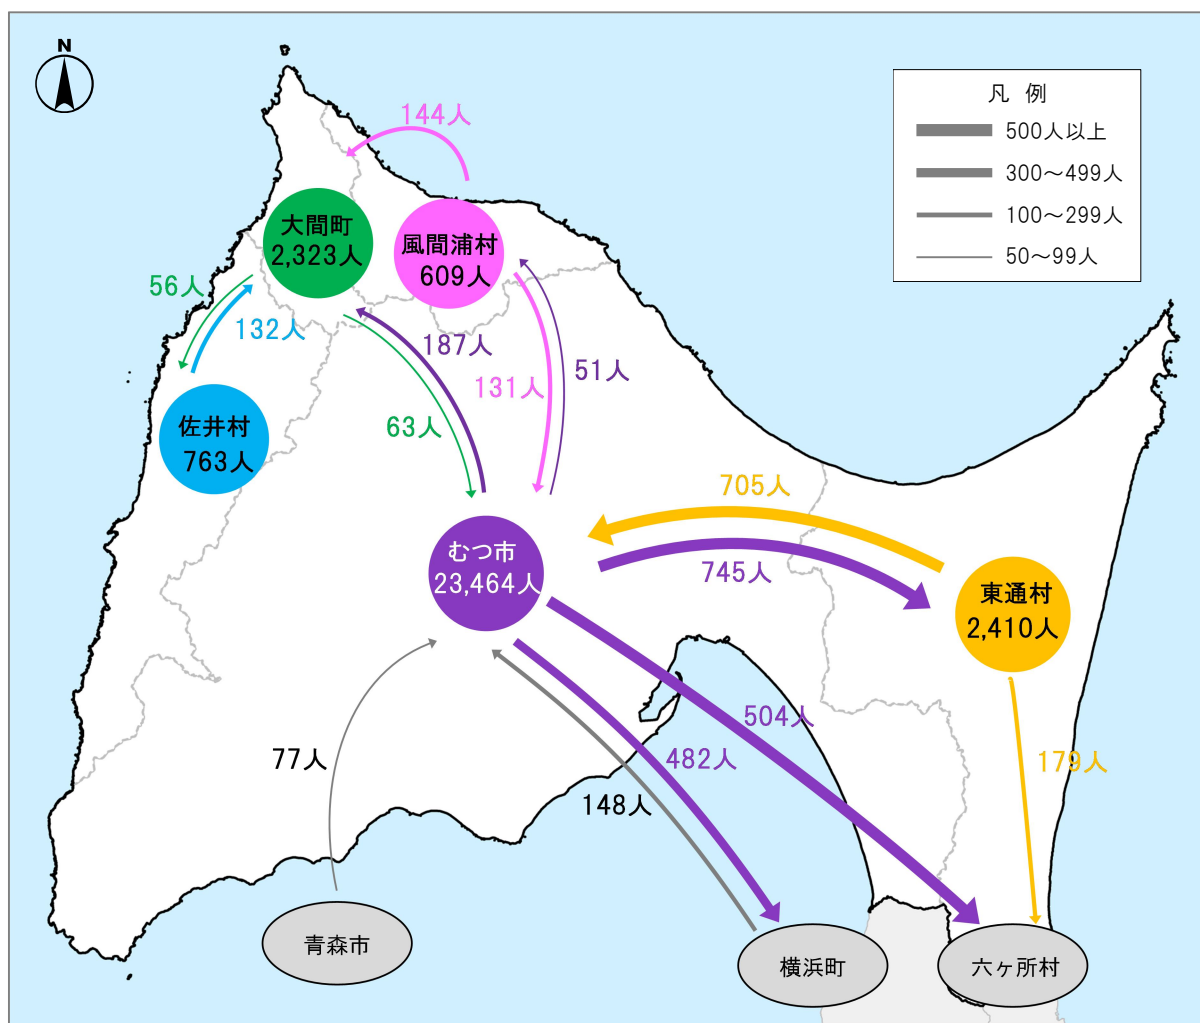 N
凡 例
500人以上
300～499人
100～299人
50～99人
144人
大間町
2,323人
風間浦村
609人
56人
132人
187人
131人
51人
63人
佐井村
763人
705人
745人
むつ市
23,464人
東通村
2,410人
504人
482人
77人
148人
179人
青森市
横浜町
六ヶ所村